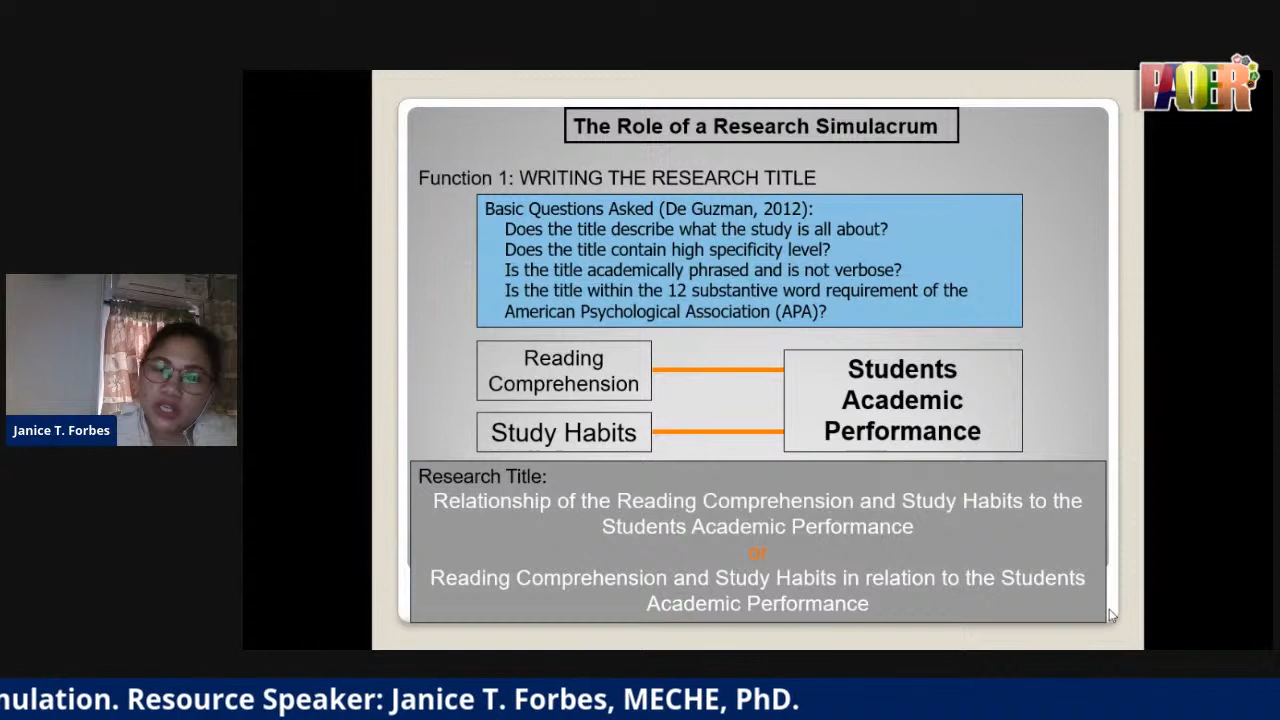 PAOER
The Role of a Research Simulacrum
Function 1: WRITING THE RESEARCH TITLE
Basic Questions Asked (De Guzman, 2012):
Does the title describe what the study is all about?
Does the title contain high specificity level?
Is the title academically phrased and is not verbose?
Is the title within the 12 substantive word requirement of the
American Psychological Association (APA)?
Reading
Comprehension
Study Habits
Students
Academic
Performance
Janice T. Forbes
Research Title:
Relationship of the Reading Comprehension and Study Habits to the
Students Academic Performance
or
Reading Comprehension and Study Habits in relation to the Students
Academic Performance
mulation. Resource Speaker: Janice T. Forbes, MECHE, PhD.